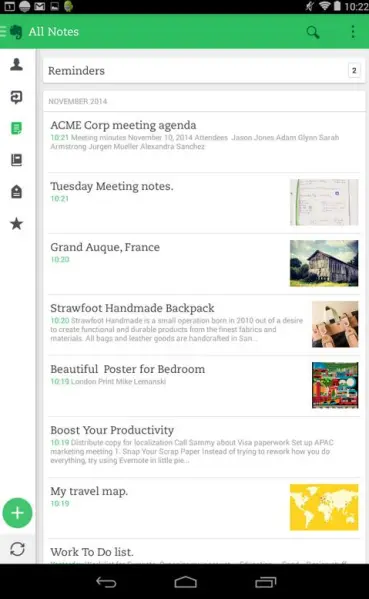 10:22
All Notes
Reminders
2
NOVEMBER 2014
ACME Corp meeting agenda
10:21 Meeting minutes November 10, 2014 Attendees Jason Jones Adam Glynn Sarah
Armstrong Jurgen Mueller Alexandra Sanchez
Tuesday Meeting notes.
10:21
Grand Auque, France
10:20
Strawfoot Handmade Backpack
10:20 Strawfoot Handmade is a small operation born in 2010 out of a desire
to create functional and durable products from the finest fabrics and
materials. All bags and leather goods are handcrafted in San...
Beautiful Poster for Bedroom
10:19 London Print Mike Lemanski
Boost Your Productivity
10:19 Distribute copy for localization Call Sammy about Visa paperwork Set up APAC
marketing meeting 1- Snap Your Scrap Paper Instead of trying to rework how you do
everything, try using Evernote in little pie...
My travel map.
10:19
Work To Do list.